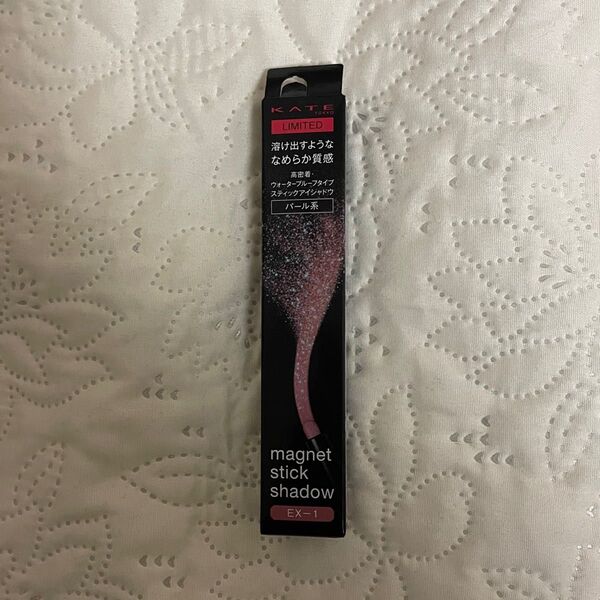 KATE
TOKYO
LIMITED
溶け出すような
なめらか質感
高密着・
ウォータープルーフタイプ
スティックアイシャドウ
パール系
magnet
stick
shadow
EX-1